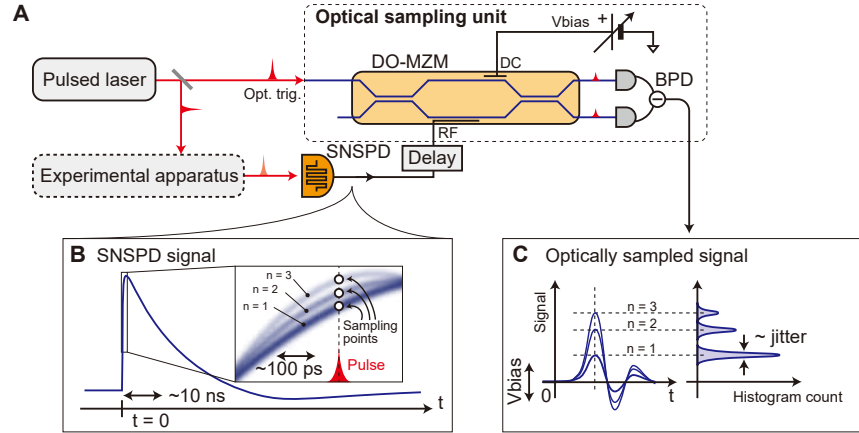 A
Optical sampling unit
Vbias
+
Pulsed laser
DO-MZM
DC
BPD
Opt. trig.
RF
Experimental apparatus
SNSPD
Delay
B SNSPD signal
n = 3
n = 2
n = 1
Sampling
points
~100 ps
Pulse
~10 ns
t
t = 0
C Optically sampled signal
Signal
n = 3
n = 2
n = 1
~ jitter
Vbias
0
t
Histogram count